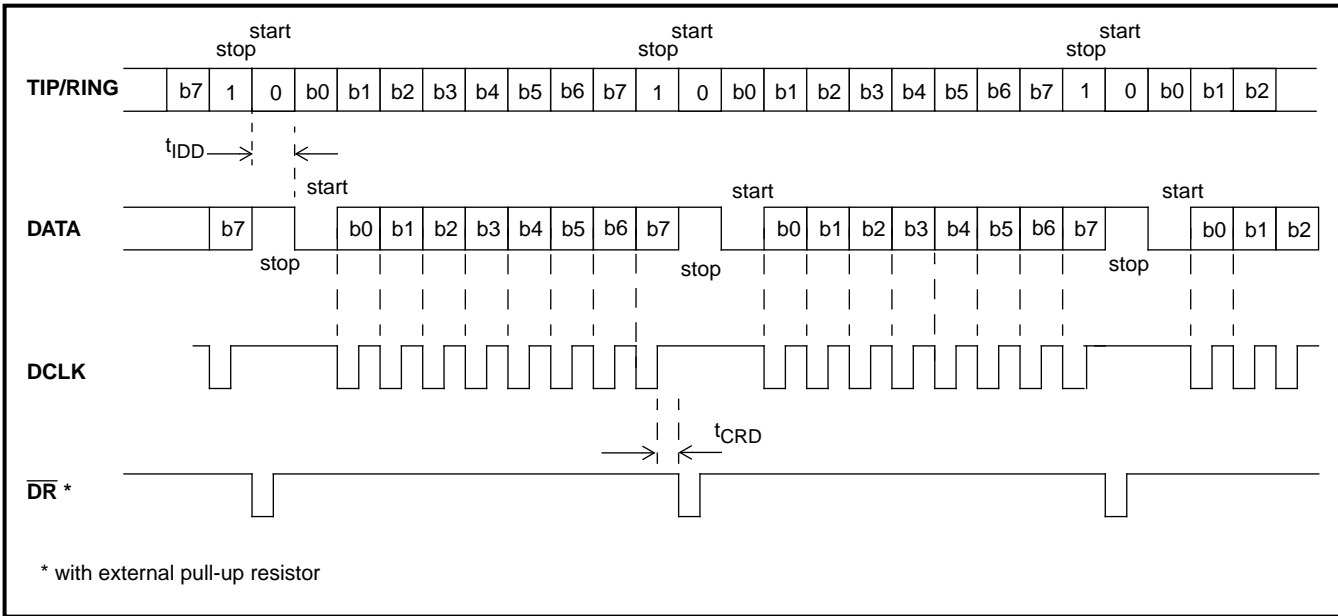 start start start
stop stop stop
TIP/RING b7 1 0 b0 b1 b2 b3 b4 b5 b6 b7 1 0 b0 b1 b2 b3 b4 b5 b6 b7 1 0 b0 b1 b2
tIDD
start start start
DATA b7 b0 b1 b2 b3 b4 b5 b6 b7 b0 b1 b2 b3 b4 b5 b6 b7 b0 b1 b2
stop stop stop
DCLK
tCRD
DR *
* with external pull-up resistor